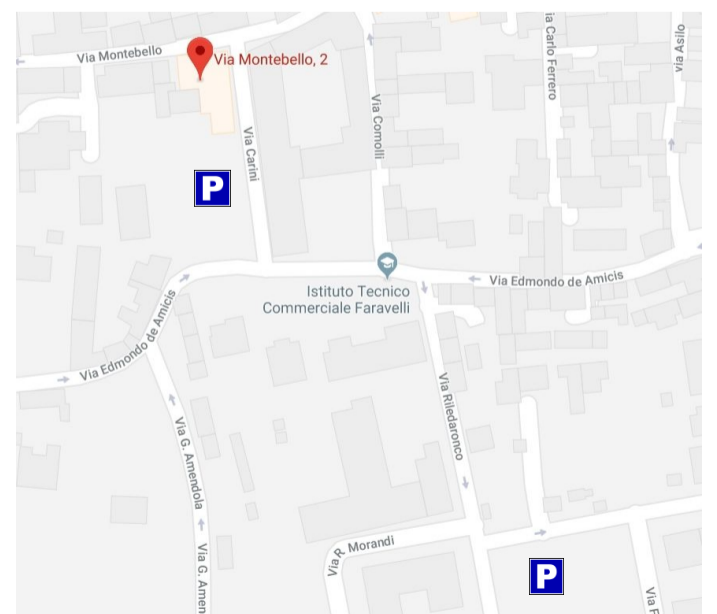 Via Montebello
Via Montebello, 2
Via Carini
Via Comolli
ia Carlo Ferrero
via Asilo
P
Istituto Tecnico
Commerciale Faravelli
Via Edmondo de Amicis
Via Edmondo de Amicis
Via G. Amendola
Via Riledaronco
Via R. Morandi
Via G. Amen
P
Via F